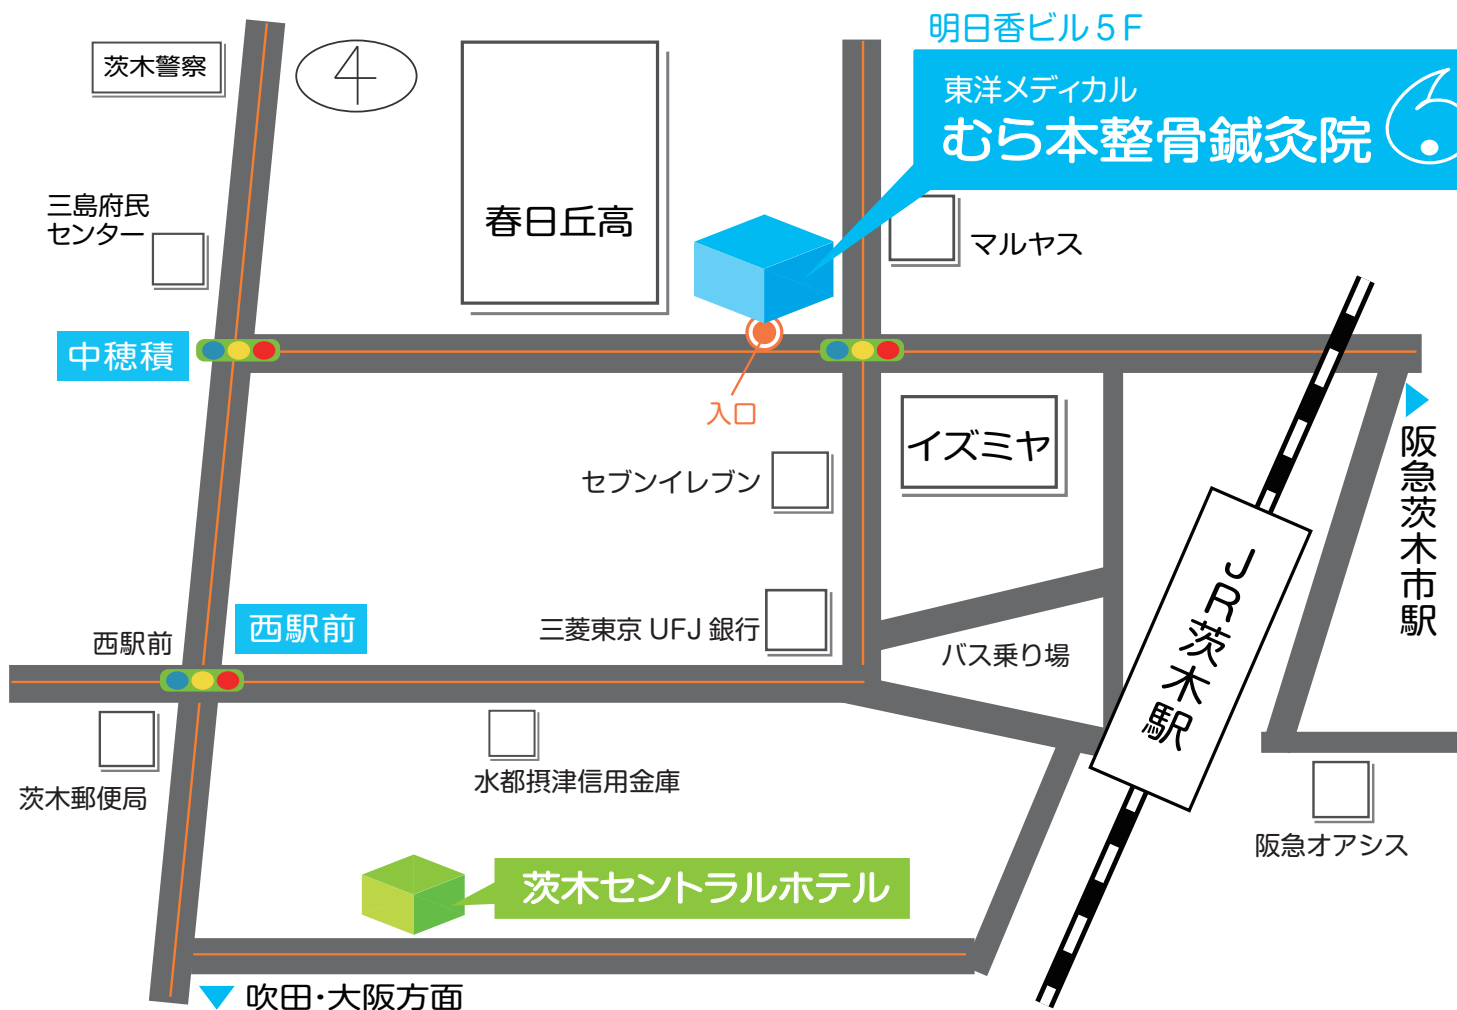 明日香ビル5F
茨木警察
4
東洋メディカル
むら本整骨鍼灸院
三島府民
センター
春日丘高
マルヤス
中穂積
入口
イズミヤ
セブンイレブン
阪急茨木市駅
JR茨木駅
西駅前
三菱東京UFJ銀行
西駅前
バス乗り場
水都摂津信用金庫
茨木郵便局
阪急オアシス
茨木セントラルホテル
吹田・大阪方面